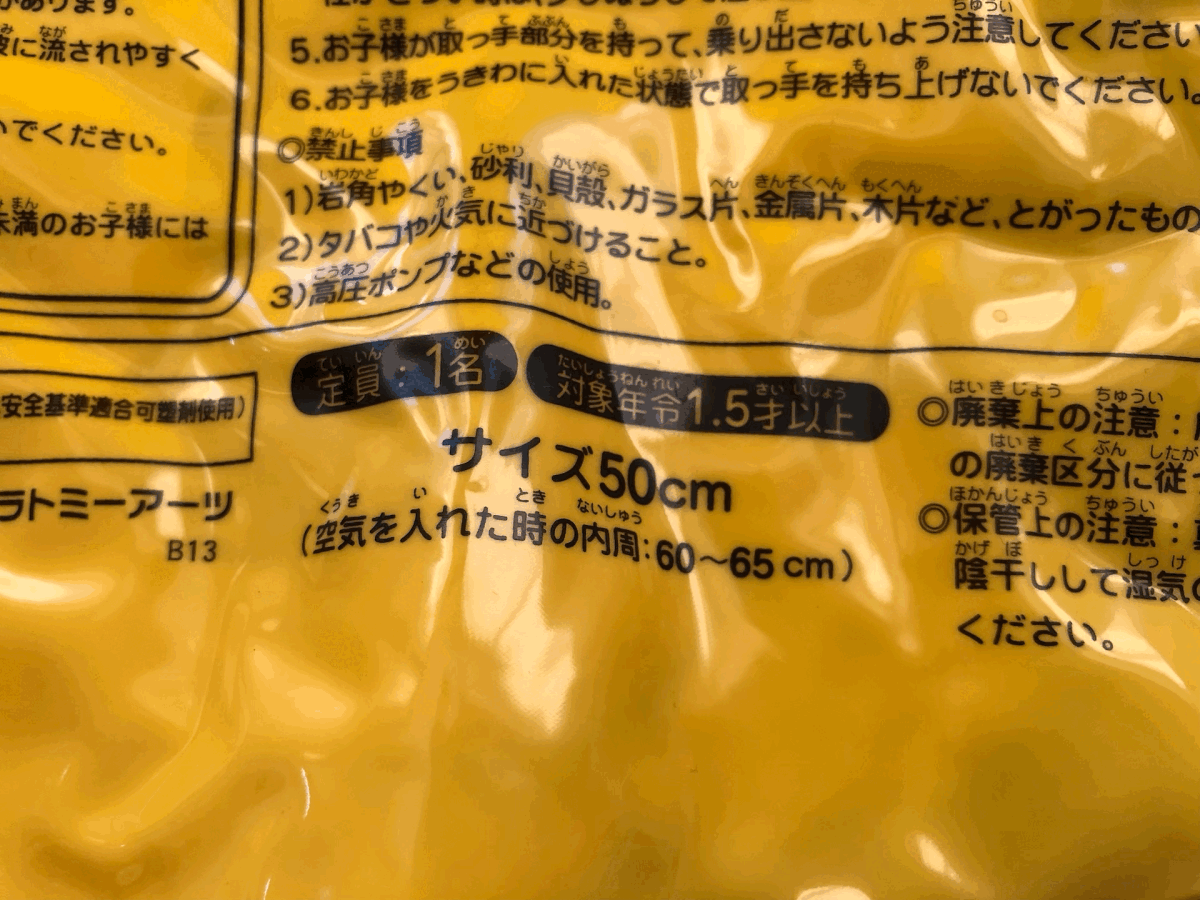 があります。
に流されやすく
いでください。
未満のお子様には
安全基準適合可塑剤使用)
ラトミーアーツ
B13
5.お子様が取っ手部分を持って、乗り出さないよう注意してください
6.お子様をうきわに入れた状態で取っ手を持ち上げないでください。
◎禁止事項
1)岩角やくい、砂利、貝殻、ガラス片、金属片、木片など、とがったもの
2)タバコや火気に近づけること。
3)高圧ポンプなどの使用。
定員:1名
対象年令1.5才以上
サイズ50cm
(空気を入れた時の内周:60～65cm)
◎廃棄上の注意:
の廃棄区分に従
◎保管上の注意:
陰干しして湿気
ください。